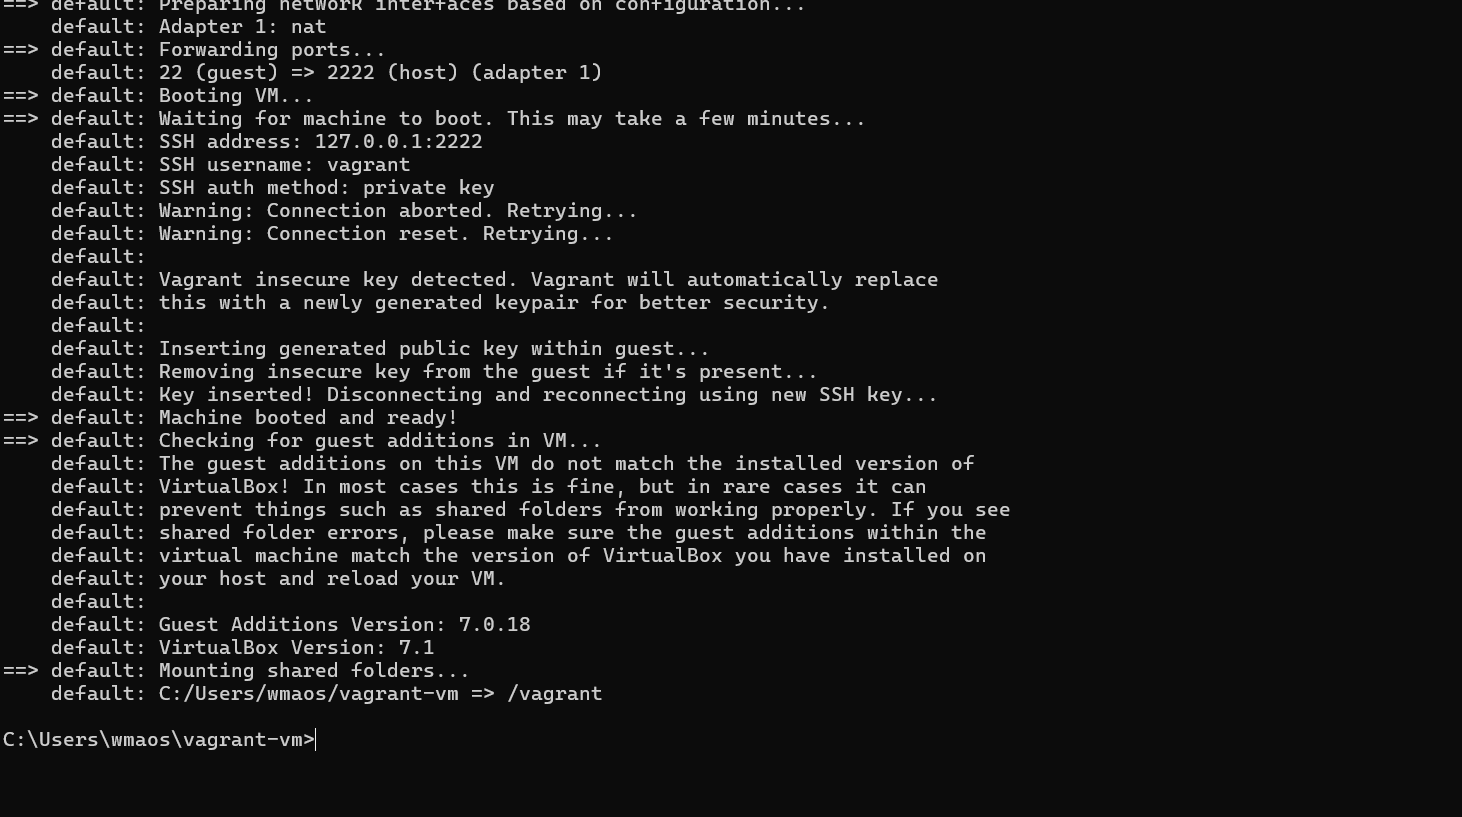 ==> default: Preparing network interfaces based on configuration...
    default: Adapter 1: nat
==> default: Forwarding ports...
    default: 22 (guest) => 2222 (host) (adapter 1)
==> default: Booting VM...
==> default: Waiting for machine to boot. This may take a few minutes...
    default: SSH address: 127.0.0.1:2222
    default: SSH username: vagrant
    default: SSH auth method: private key
    default: Warning: Connection aborted. Retrying...
    default: Warning: Connection reset. Retrying...
    default:
    default: Vagrant insecure key detected. Vagrant will automatically replace
    default: this with a newly generated keypair for better security.
    default:
    default: Inserting generated public key within guest...
    default: Removing insecure key from the guest if it's present...
    default: Key inserted! Disconnecting and reconnecting using new SSH key...
==> default: Machine booted and ready!
==> default: Checking for guest additions in VM...
    default: The guest additions on this VM do not match the installed version of
    default: VirtualBox! In most cases this is fine, but in rare cases it can
    default: prevent things such as shared folders from working properly. If you see
    default: shared folder errors, please make sure the guest additions within the
    default: virtual machine match the version of VirtualBox you have installed on
    default: your host and reload your VM.
    default:
    default: Guest Additions Version: 7.0.18
    default: VirtualBox Version: 7.1
==> default: Mounting shared folders...
    default: C:/Users/wmaos/vagrant-vm => /vagrant
C:\Users\wmaos\vagrant-vm>